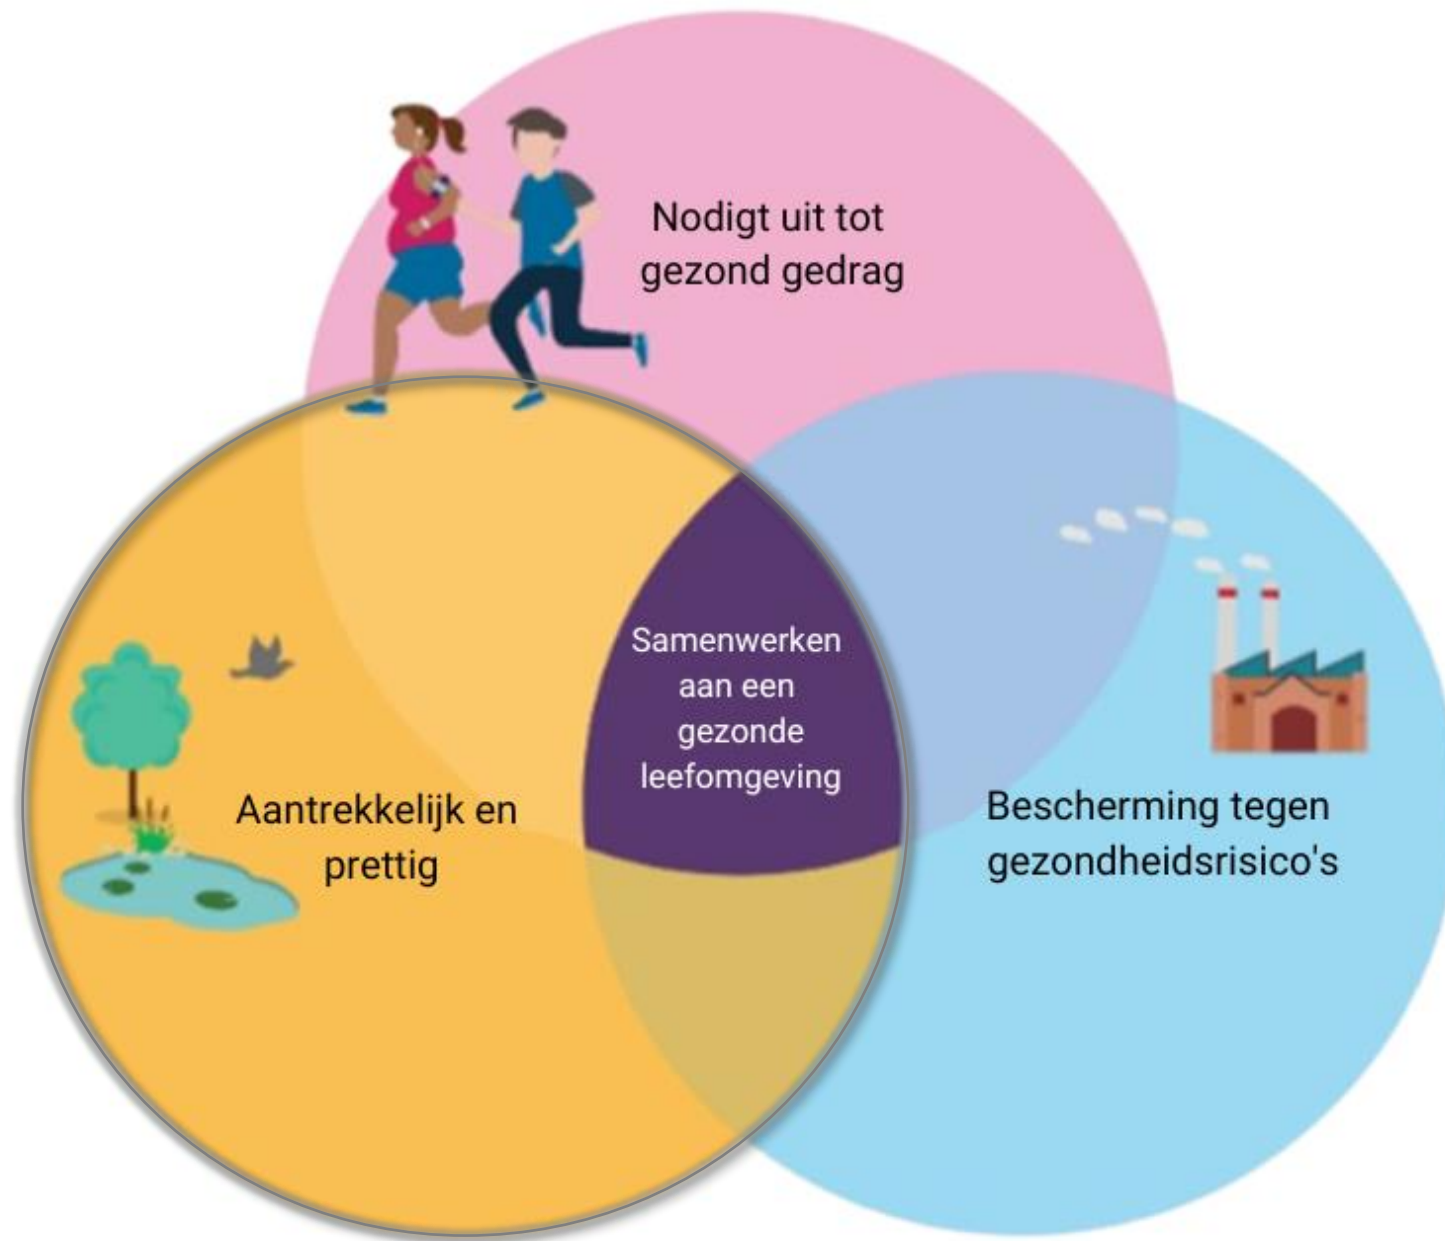 Nodigt uit tot
gezond gedrag
Samenwerken
aan een
gezonde
leefomgeving
Aantrekkelijk en
prettig
Bescherming tegen
gezondheidsrisico's